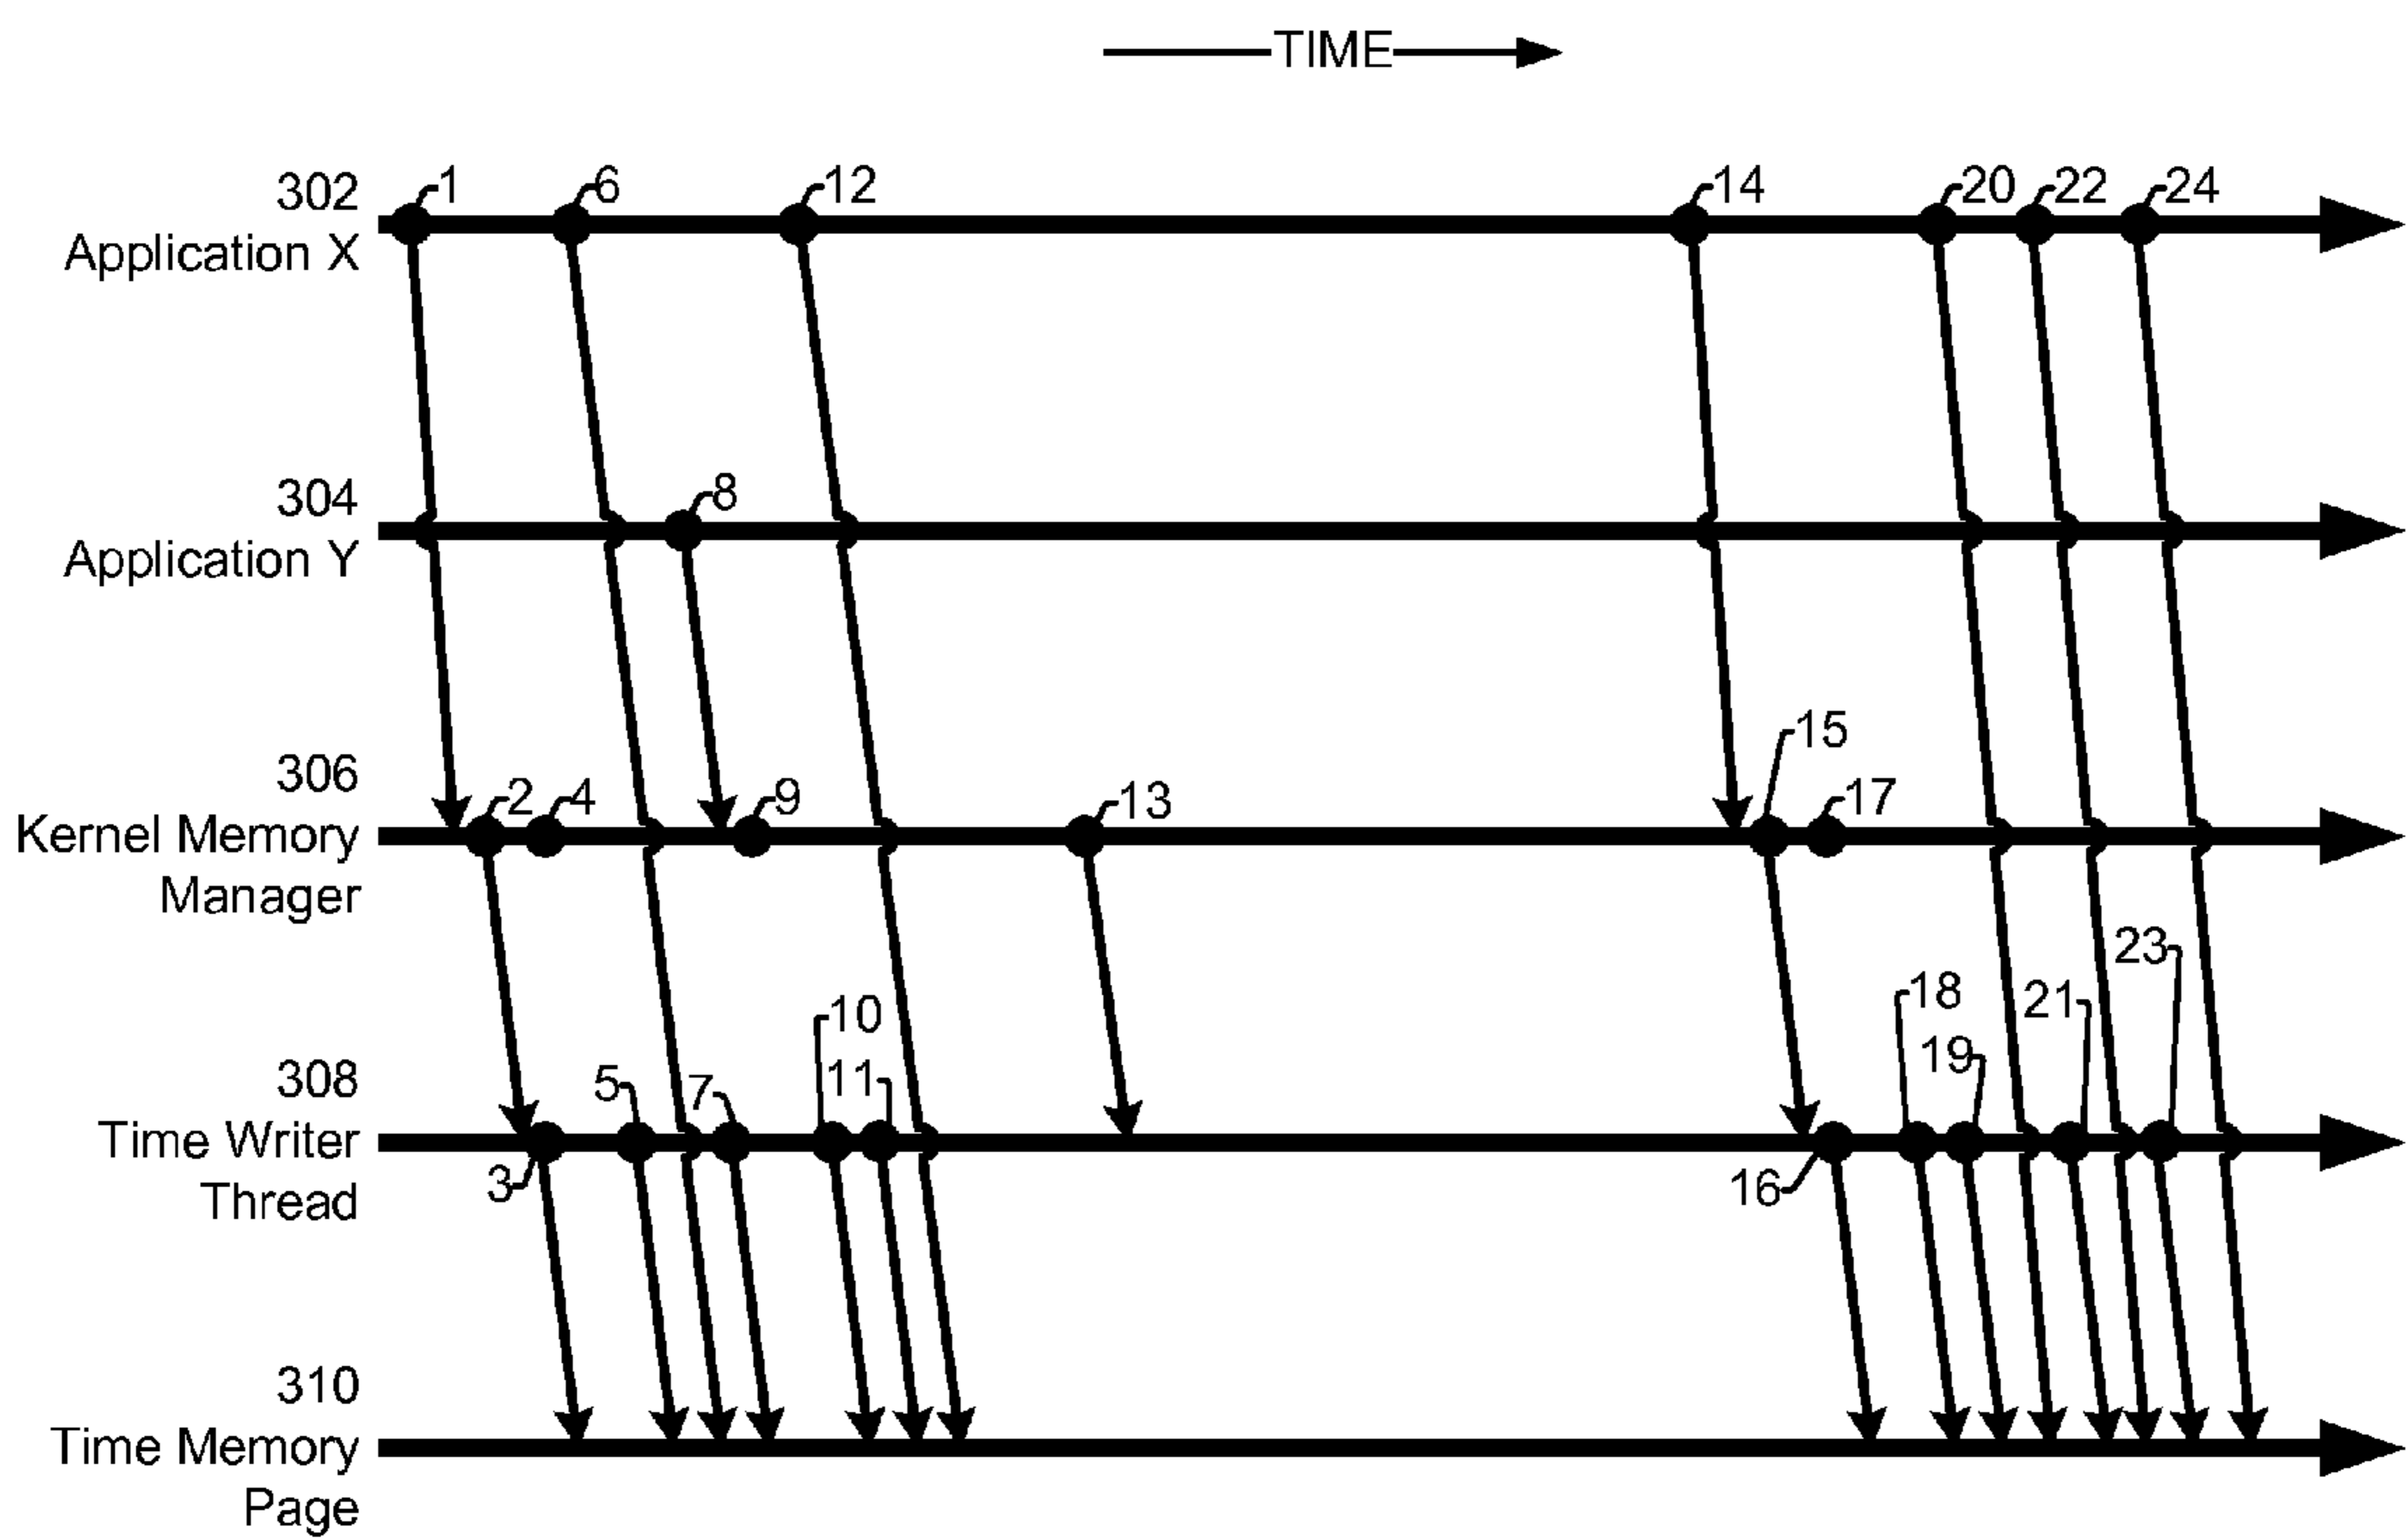 TIME
1 6 12 14 20 22 24
302
Application X
8
304
Application Y
15
306
2 4 9 13 17
Kernel Memory
Manager
23
10 18 21
19
308
5 7 11
Time Writer
3 16
Thread
310
Time Memory
Page